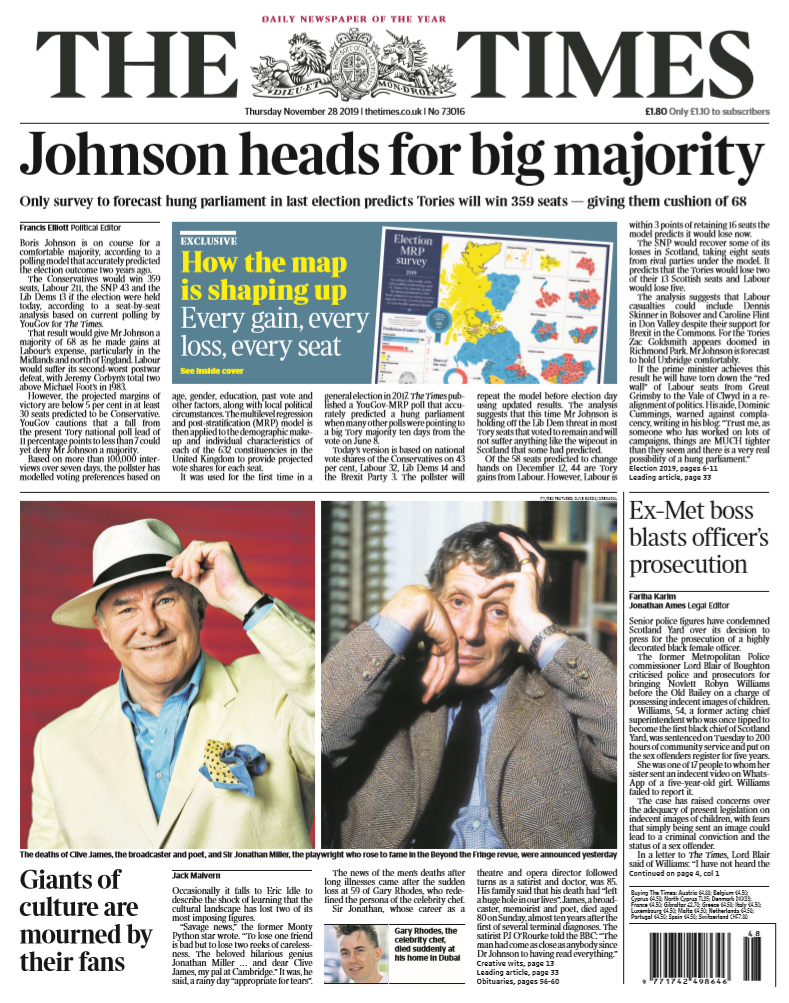 DAILY NEWSPAPER OF THE YEAR
THE TIMES
DIEU ET MON DROIT
Thursday November 28 2019 | thetimes.co.uk | No 73016
£1.80 Only £1.10 to subscribers
Johnson heads for big majority
Only survey to forecast hung parliament in last election predicts Tories will win 359 seats — giving them cushion of 68
Francis Elliott Political Editor
Boris Johnson is on course for a
comfortable majority, according to a
polling model that accurately predicted
the election outcome two years ago.
The Conservatives would win 359
seats, Labour 211, the SNP 43 and the
Lib Dems 13 if the election were held
today, according to a seat-by-seat
analysis based on current polling by
YouGov for The Times.
That result would give Mr Johnson a
majority of 68 as he made gains at
Labour's expense, particularly in the
Midlands and north of England. Labour
would suffer its second-worst postwar
defeat, with Jeremy Corbyn's total two
above Michael Foot's in 1983.
However, the projected margins of
victory are below 5 per cent in at least
30 seats predicted to be Conservative.
YouGov cautions that a fall from
the present Tory national poll lead of
11 percentage points to less than 7 could
yet deny Mr Johnson a majority.
Based on more than 100,000 inter-
views over seven days, the pollster has
modelled voting preferences based on
EXCLUSIVE
How the map
is shaping up
Every gain, every
loss, every seat
See inside cover
Election
MRP
survey
2019
age, gender, education, past vote and
other factors, along with local political
circumstances. The multilevel regression
and post-stratification (MRP) model is
then applied to the demographic make-
up and individual characteristics of
each of the 632 constituencies in the
United Kingdom to provide projected
vote shares for each seat.
It was used for the first time in a
general election in 2017. The Times pub-
lished a YouGov-MRP poll that accu-
rately predicted a hung parliament
when many other polls were pointing to
a big Tory majority ten days from the
vote on June 8.
Today's version is based on national
vote shares of the Conservatives on 43
per cent, Labour 32, Lib Dems 14 and
the Brexit Party 3. The pollster will
repeat the model before election day
using updated results. The analysis
suggests that this time Mr Johnson is
holding off the Lib Dem threat in most
Tory seats that voted to remain and will
not suffer anything like the wipeout in
Scotland that some had predicted.
Of the 58 seats predicted to change
hands on December 12, 44 are Tory
gains from Labour. However, Labour is
within 3 points of retaining 16 seats the
model predicts it would lose now.
The SNP would recover some of its
losses in Scotland, taking eight seats
from rival parties under the model. It
predicts that the Tories would lose two
of their 13 Scottish seats and Labour
would lose five.
The analysis suggests that Labour
casualties could include Dennis
Skinner in Bolsover and Caroline Flint
in Don Valley despite their support for
Brexit in the Commons. For the Tories
Zac Goldsmith appears doomed in
Richmond Park. Mr Johnson is forecast
to hold Uxbridge comfortably.
If the prime minister achieves this
result he will have torn down the "red
wall" of Labour seats from Great
Grimsby to the Vale of Clwyd in a re-
alignment of politics. His aide, Dominic
Cummings, warned against compla-
cency, writing in his blog: "Trust me, as
someone who has worked on lots of
campaigns, things are MUCH tighter
than they seem and there is a very real
possibility of a hung parliament."
Election 2019, pages 6-11
Leading article, page 33
The deaths of Clive James, the broadcaster and poet, and Sir Jonathan Miller, the playwright who rose to fame in the Beyond the Fringe revue, were announced yesterday
Giants of
culture are
mourned by
their fans
Jack Malvern
Occasionally it falls to Eric Idle to
describe the shock of learning that the
cultural landscape has lost two of its
most imposing figures.
"Savage news," the former Monty
Python star wrote. "To lose one friend
is bad but to lose two reeks of careless-
ness. The beloved hilarious genius
Jonathan Miller ... and dear Clive
James, my pal at Cambridge." It was, he
said, a rainy day "appropriate for tears".
The news of the men's deaths after
long illnesses came after the sudden
loss at 59 of Gary Rhodes, who rede-
fined the persona of the celebrity chef.
Sir Jonathan, whose career as a
Gary Rhodes, the
celebrity chef,
died suddenly at
his home in Dubai
theatre and opera director followed
turns as a satirist and doctor, was 85.
His family said that his death had "left
a huge hole in our lives". James, a broad-
caster, memoirist and poet, died aged
80 on Sunday, almost ten years after the
first of several terminal diagnoses. The
satirist PJ O'Rourke told the BBC: "The
man had come as close as anybody since
Dr Johnson to having read everything."
Creative wits, page 13
Leading article, page 33
Obituaries, pages 56-60
Ex-Met boss
blasts officer's
prosecution
Fariha Karim
Jonathan Ames Legal Editor
Senior police figures have condemned
Scotland Yard over its decision to
press for the prosecution of a highly
decorated black female officer.
The former Metropolitan Police
commissioner Lord Blair of Boughton
criticised police and prosecutors for
bringing Novlett Robyn Williams
before the Old Bailey on a charge of
possessing indecent images of children.
Williams, 54, a former acting chief
superintendent who was once tipped to
become the first black chief of Scotland
Yard, was sentenced on Tuesday to 200
hours of community service and put on
the sex offenders register for five years.
She was one of 17 people to whom her
sister sent an indecent video on Whats-
App of a five-year-old girl. Williams
failed to report it.
The case has raised concerns over
the adequacy of present legislation on
indecent images of children, with fears
that simply being sent an image could
lead to a criminal conviction and the
status of a sex offender.
In a letter to The Times, Lord Blair
said of Williams: "I have not heard the
Continued on page 4, col 1
48
9 771742 498646